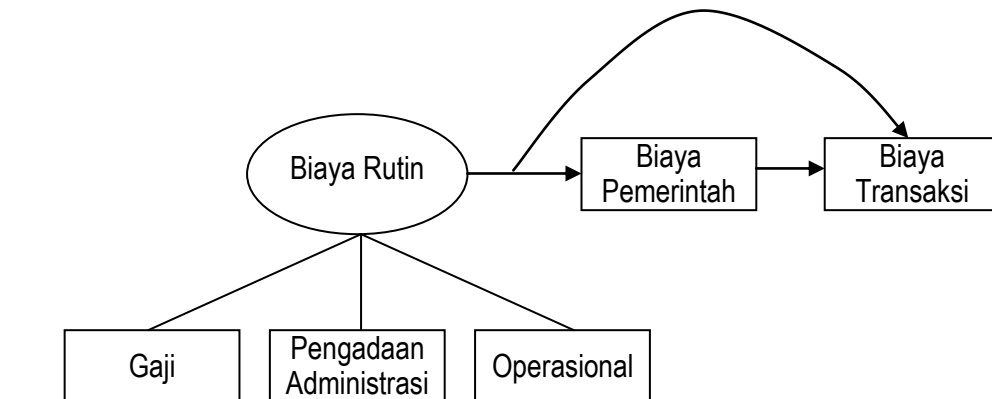 Biaya Rutin
Biaya
Pemerintah
Biaya
Transaksi
Gaji
Pengadaan
Administrasi
Operasional